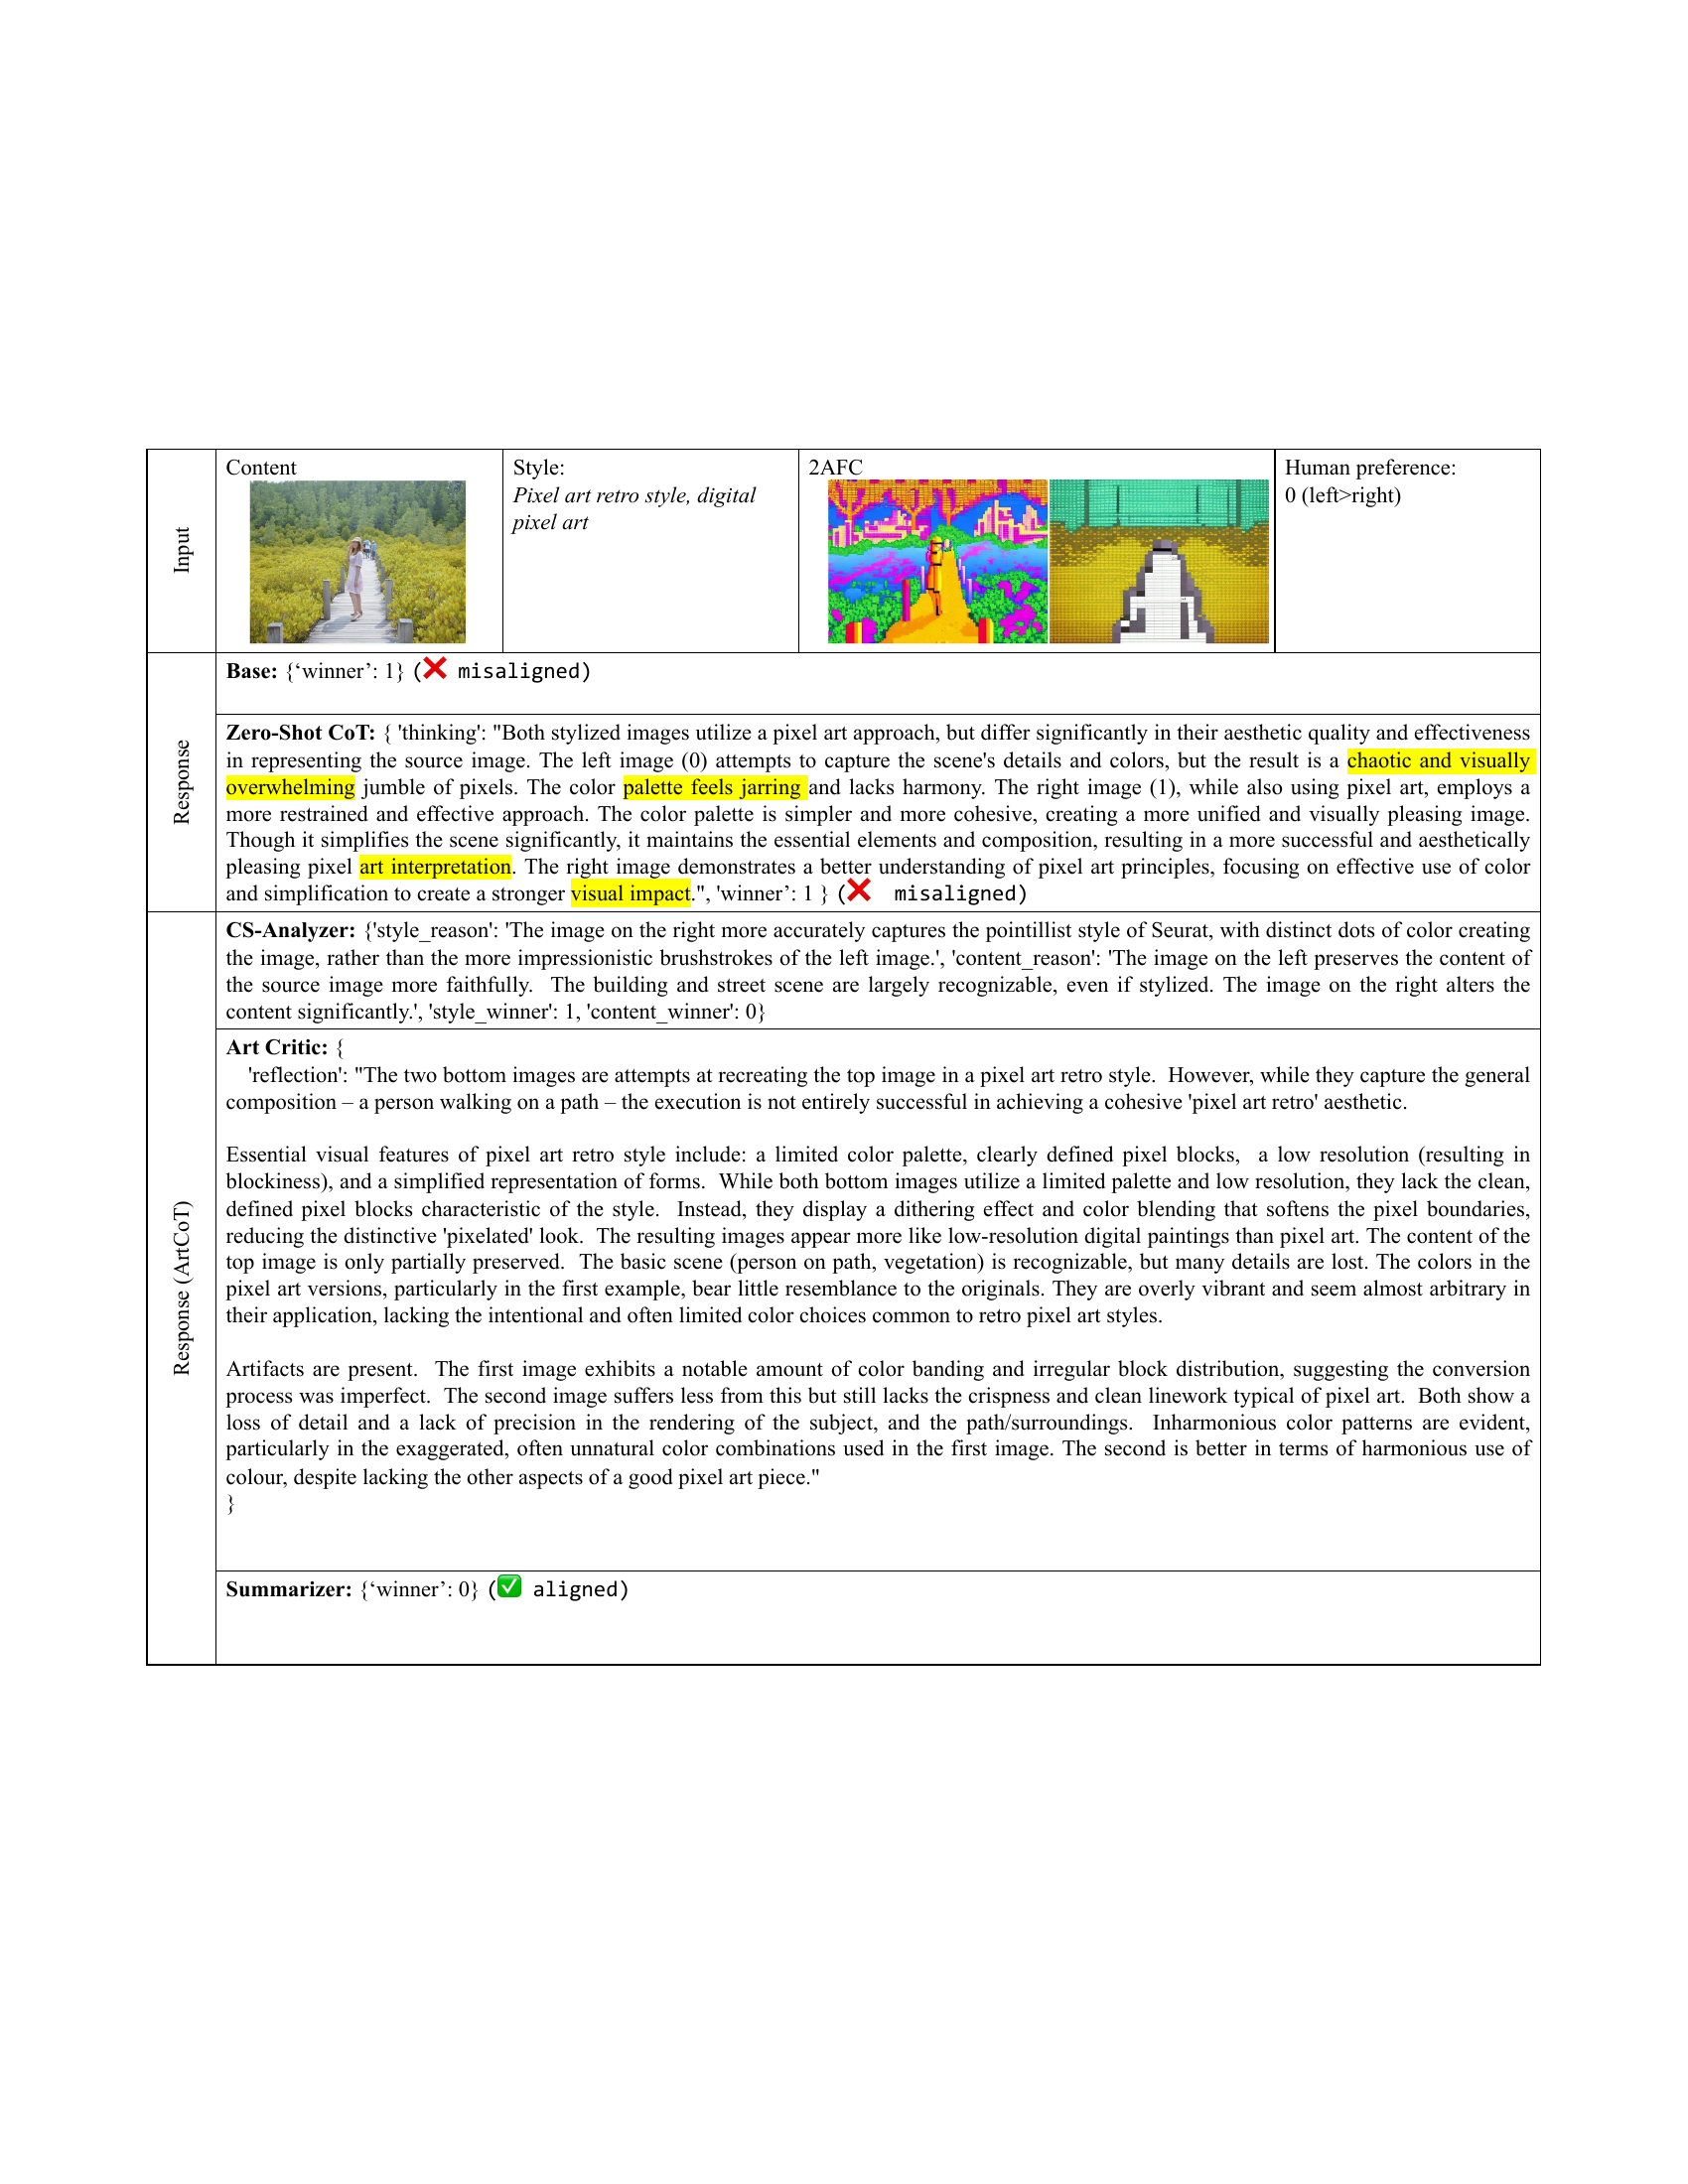 Input
Content
Style:
Pixel art retro style, digital
pixel art
2AFC
Human preference:
0 (left>right)
Response
Base: {‘winner’: 1} (❌ misaligned)
Zero-Shot CoT: { 'thinking': "Both stylized images utilize a pixel art approach, but differ significantly in their aesthetic quality and effectiveness
in representing the source image. The left image (0) attempts to capture the scene's details and colors, but the result is a chaotic and visually
overwhelming jumble of pixels. The color palette feels jarring and lacks harmony. The right image (1), while also using pixel art, employs a
more restrained and effective approach. The color palette is simpler and more cohesive, creating a more unified and visually pleasing image.
Though it simplifies the scene significantly, it maintains the essential elements and composition, resulting in a more successful and aesthetically
pleasing pixel art interpretation. The right image demonstrates a better understanding of pixel art principles, focusing on effective use of color
and simplification to create a stronger visual impact.", 'winner’: 1 } (❌ misaligned)
Response (ArtCoT)
CS-Analyzer: {'style_reason': 'The image on the right more accurately captures the pointillist style of Seurat, with distinct dots of color creating
the image, rather than the more impressionistic brushstrokes of the left image.', 'content_reason': 'The image on the left preserves the content of
the source image more faithfully. The building and street scene are largely recognizable, even if stylized. The image on the right alters the
content significantly.', 'style_winner': 1, 'content_winner': 0}
Art Critic: {
'reflection': "The two bottom images are attempts at recreating the top image in a pixel art retro style. However, while they capture the general
composition – a person walking on a path – the execution is not entirely successful in achieving a cohesive 'pixel art retro' aesthetic.
Essential visual features of pixel art retro style include: a limited color palette, clearly defined pixel blocks, a low resolution (resulting in
blockiness), and a simplified representation of forms. While both bottom images utilize a limited palette and low resolution, they lack the clean,
defined pixel blocks characteristic of the style. Instead, they display a dithering effect and color blending that softens the pixel boundaries,
reducing the distinctive 'pixelated' look. The resulting images appear more like low-resolution digital paintings than pixel art. The content of the
top image is only partially preserved. The basic scene (person on path, vegetation) is recognizable, but many details are lost. The colors in the
pixel art versions, particularly in the first example, bear little resemblance to the originals. They are overly vibrant and seem almost arbitrary in
their application, lacking the intentional and often limited color choices common to retro pixel art styles.
Artifacts are present. The first image exhibits a notable amount of color banding and irregular block distribution, suggesting the conversion
process was imperfect. The second image suffers less from this but still lacks the crispness and clean linework typical of pixel art. Both show a
loss of detail and a lack of precision in the rendering of the subject, and the path/surroundings. Inharmonious color patterns are evident,
particularly in the exaggerated, often unnatural color combinations used in the first image. The second is better in terms of harmonious use of
colour, despite lacking the other aspects of a good pixel art piece."
}
Summarizer: {‘winner’: 0} (✅ aligned)